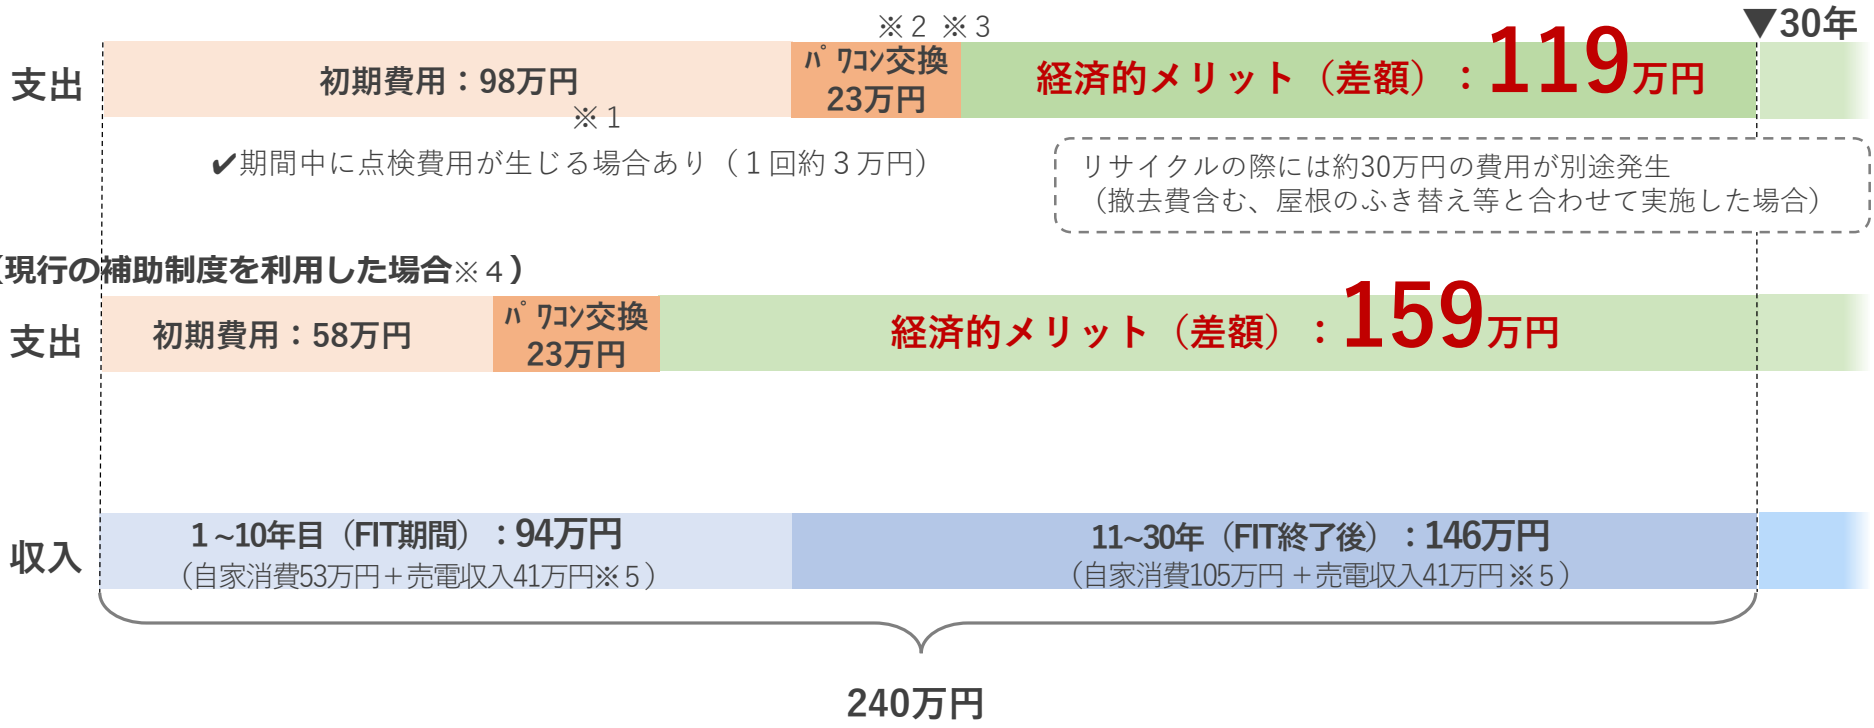 ※２ ※３
▼30年
支出
初期費用：98万円
※１
ﾊﾟﾜｺﾝ交換
23万円
経済的メリット（差額）：119万円
✔期間中に点検費用が生じる場合あり（１回約３万円）
リサイクルの際には約30万円の費用が別途発生
（撤去費含む、屋根のふき替え等と合わせて実施した場合）
（現行の補助制度を利用した場合※４）
支出
初期費用：58万円
ﾊﾟﾜｺﾝ交換
23万円
経済的メリット（差額）：159万円
収入
1 ~10年目（FIT期間）：94万円
（自家消費53万円＋売電収入41万円※５）
11~30年（FIT終了後）：146万円
（自家消費105万円 ＋売電収入41万円 ※５）
240万円